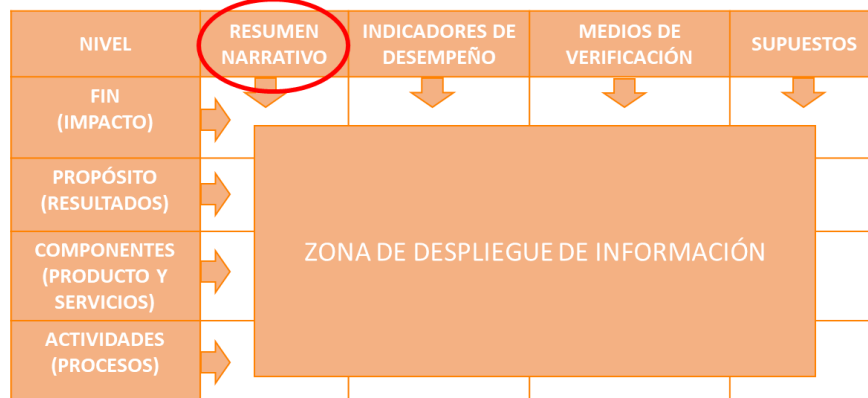 NIVEL
RESUMEN
NARRATIVO
INDICADORES DE
DESEMPEÑO
MEDIOS DE
VERIFICACIÓN
SUPUESTOS
FIN
(IMPACTO)
PROPÓSITO
(RESULTADOS)
COMPONENTES
(PRODUCTO Y
SERVICIOS)
ZONA DE DESPLIEGUE DE INFORMACIÓN
ACTIVIDADES
(PROCESOS)